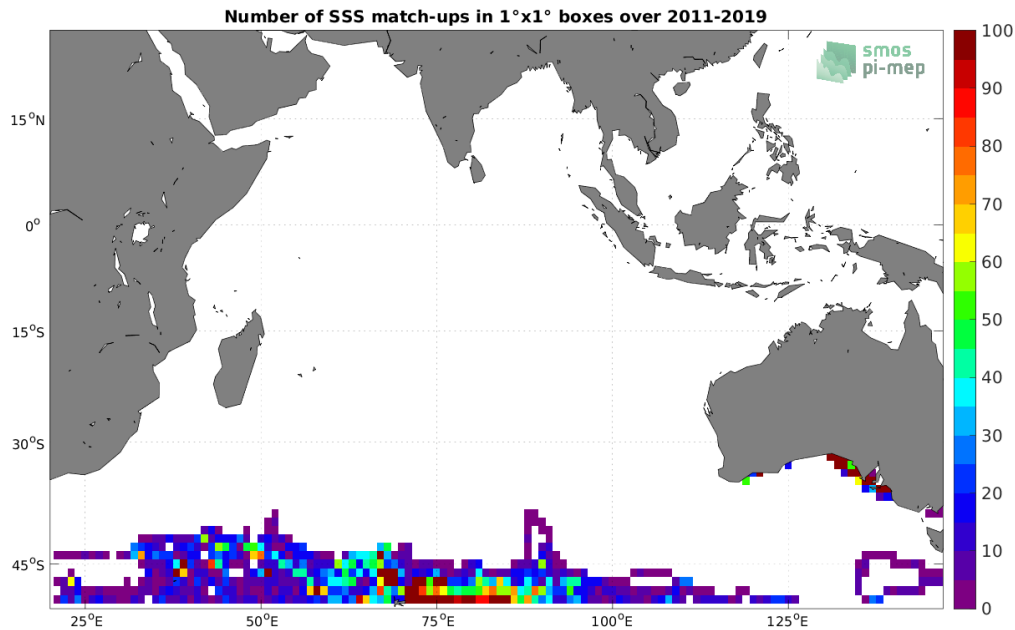 Number of SSS match-ups in 1°x1° boxes over 2011-2019
smos
pi-mep
15°N
0°
15°S
30°S
45°S
25°E
50°E
75°E
100°E
125°E
100
90
80
70
60
50
40
30
20
10
0